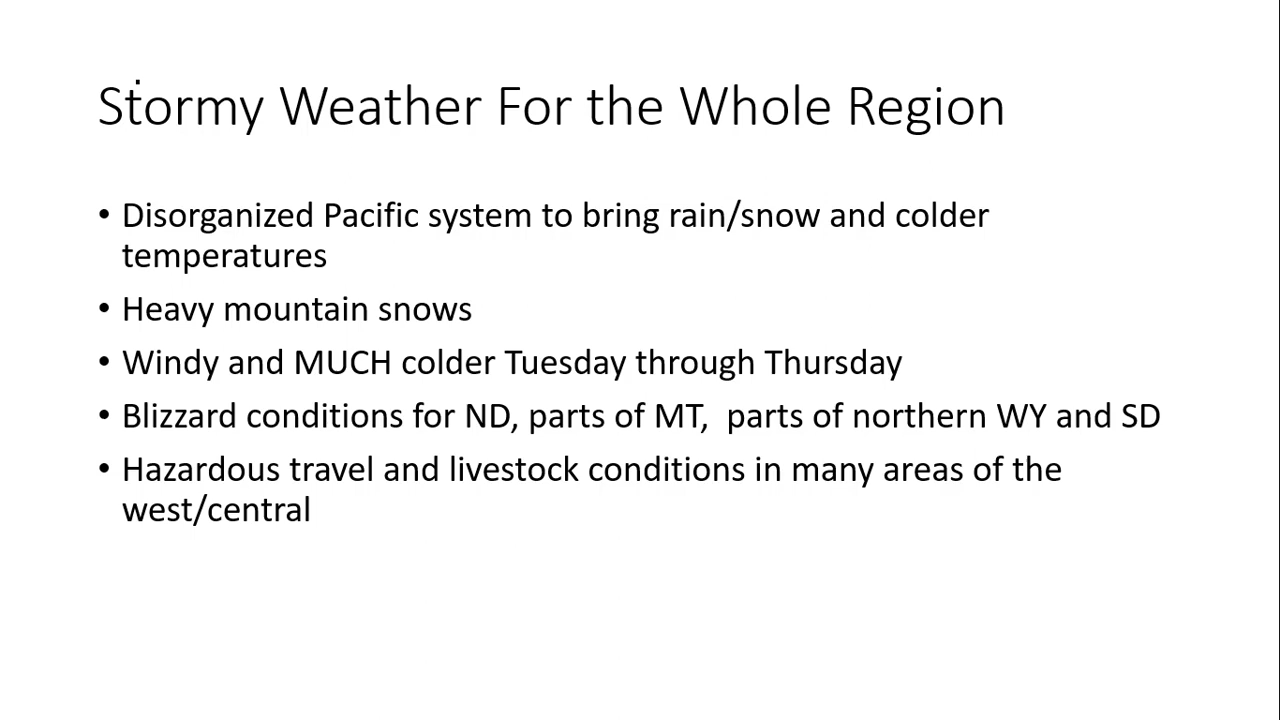 Stormy Weather For the Whole Region
• Disorganized Pacific system to bring rain/snow and colder
temperatures
• Heavy mountain snows
• Windy and MUCH colder Tuesday through Thursday
• Blizzard conditions for ND, parts of MT,  parts of northern WY and SD
• Hazardous travel and livestock conditions in many areas of the
west/central